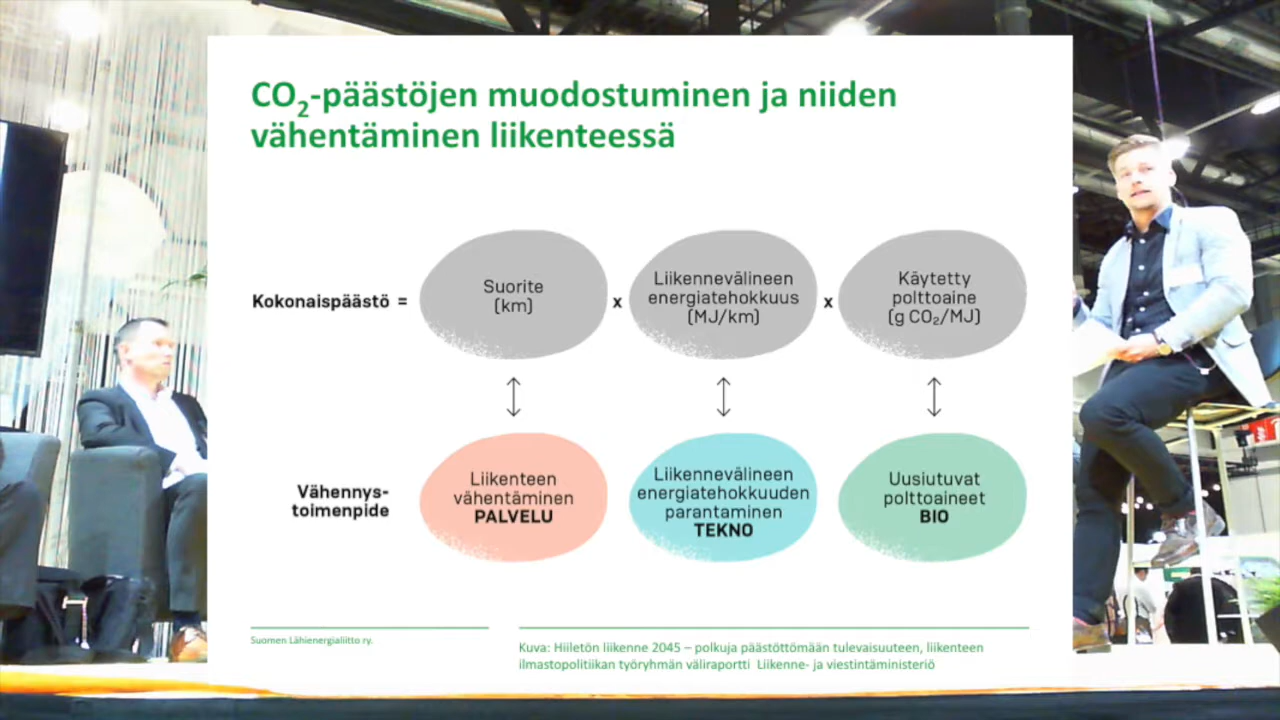 CO₂-päästöjen muodostuminen ja niiden
vähentäminen liikenteessä
Kokonaispäästö =
Suorite
(km)
x
Liikennevälineen
energiatehokkuus
(MJ/km)
x
Käytetty
polttoaine
(g CO₂/MJ)
Vähennys-
toimenpide
Liikenteen
vähentäminen
PALVELU
Liikennevälineen
energiatehokkuuden
parantaminen
TEKNO
Uusiutuvat
polttoaineet
BIO
Suomen Lähienergialiitto ry.
Kuva: Hiiletön liikenne 2045 – polkuja päästöttömään tulevaisuuteen, liikenteen
ilmastopolitiikan työryhmän väliraportti Liikenne- ja viestintäministeriö